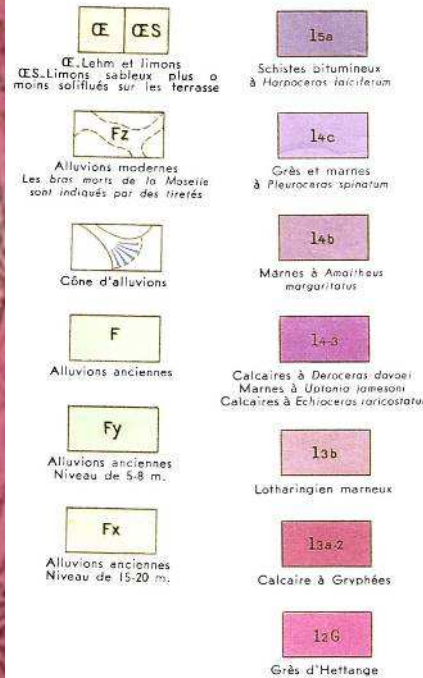 Œ ŒS
Œ_Lehm et limons
ŒS_Limons sableux plus o
moins soliflués sur les terrasse
Fz
Alluvions modernes
Les bras morts de la Moselle
sont indiqués par des tiretés
Cône d'alluvions
F
Alluvions anciennes
Fy
Alluvions anciennes
Niveau de 5-8 m.
Fx
Alluvions anciennes
Niveau de 15-20 m.
l5a
Schistes bitumineux
à Harpoceras falciferum
l4c
Grès et marnes
à Pleuroceras spinatum
l4b
Marnes à Amaltheus
margaritatus
l4-3
Calcaires à Deroceras davoei
Marnes à Uptonia jamesoni
Calcaires à Echioceras raricostatu
l3b
Lotharingien marneux
l3a-2
Calcaire à Gryphées
l2G
Grès d'Hettange